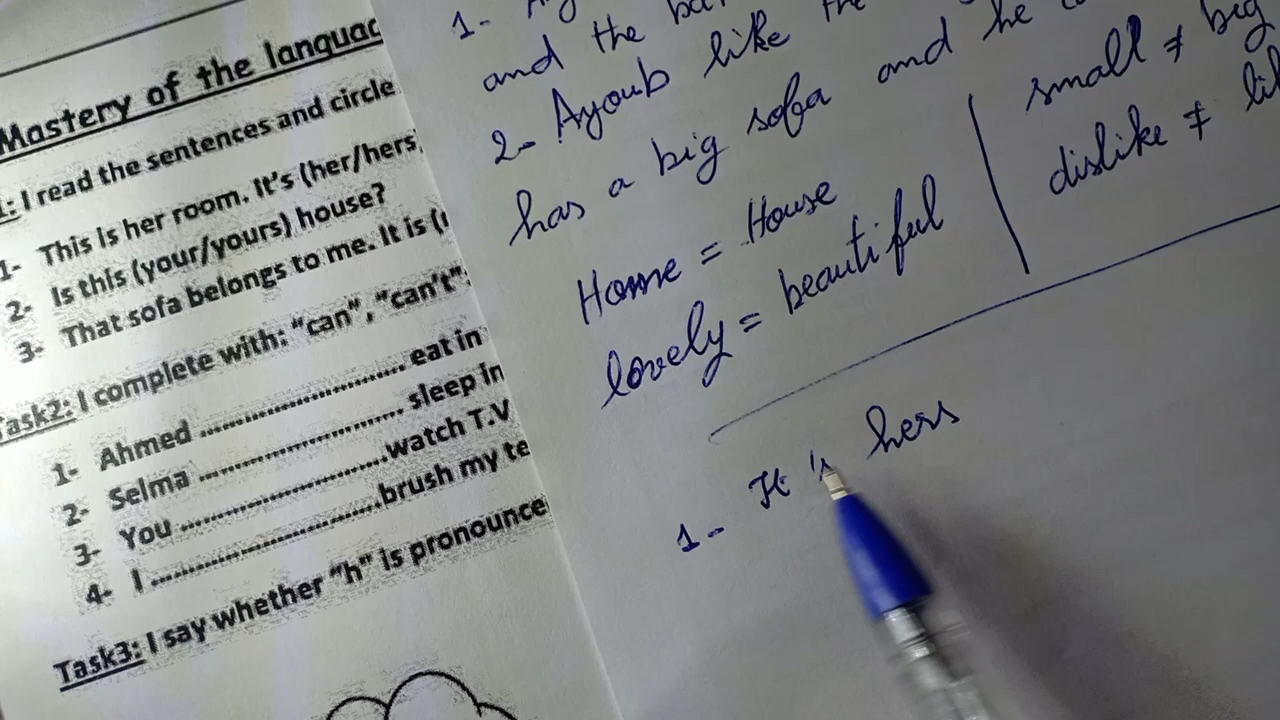 Mastery of the languag
1: I read the sentences and circle
1- This is her room. It's (her/hers)
2- Is this (your/yours) house?
3- That sofa belongs to me. It is (
Task2: I complete with: "can", "can't":
1- Ahmed .............................. eat in
2- Selma .............................. sleep in
3- You ..............................watch T.V
4- I ..............................brush my te
Task3: I say whether "h" is pronounce
1-
and the
2- Ayoub like the
has a big sofa and he
Home = House
lovely = beautiful
small ≠ big
dislike ≠ li
1- It 's hers